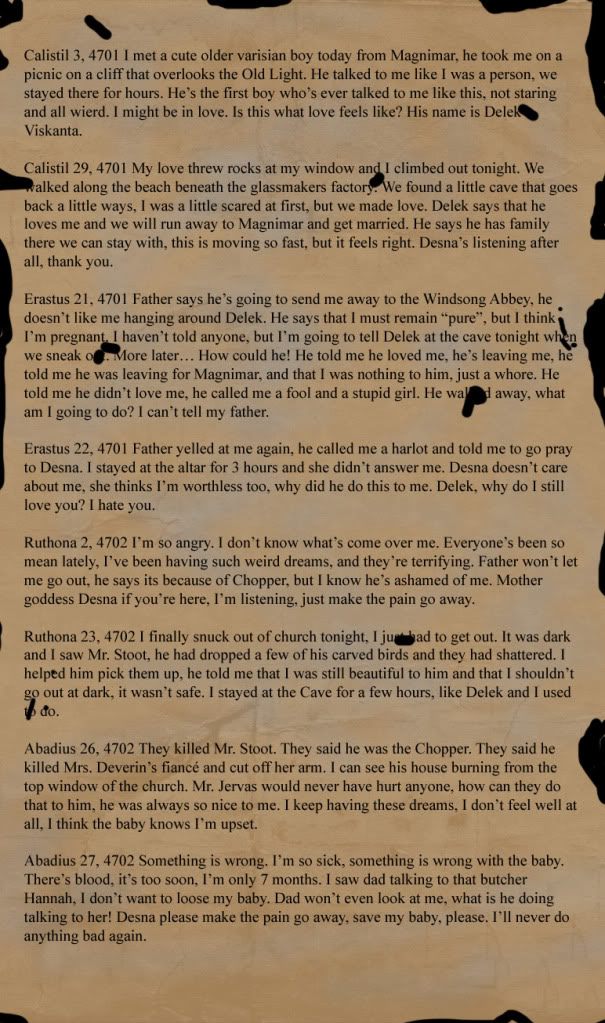 Calistil 3, 4701 I met a cute older varisian boy today from Magnimar, he took me on a
picnic on a cliff that overlooks the Old Light. He talked to me like I was a person, we
stayed there for hours. He's the first boy who's ever talked to me like this, not staring
and all wierd. I might be in love. Is this what love feels like? His name is Delek
Viskanta.
Calistil 29, 4701 My love threw rocks at my window and I climbed out tonight. We
walked along the beach beneath the glassmakers factory. We found a little cave that goes
back a little ways, I was a little scared at first, but we made love. Delek says that he
loves me and we will run away to Magnimar and get married. He says he has family
there we can stay with, this is moving so fast, but it feels right. Desna's listening after
all, thank you.
Erastus 21, 4701 Father says he's going to send me away to the Windsong Abbey, he
doesn't like me hanging around Delek. He says that I must remain “pure”, but I think
I'm pregnant, I haven't told anyone, but I'm going to tell Delek at the cave tonight when
we sneak More later… How could he! He told me he loved me, he's leaving me, he
told me he was leaving for Magnimar, and that I was nothing to him, just a whore. He
told me he didn't love me, he called me a fool and a stupid girl. He walked away, what
am I going to do? I can't tell my father.
Erastus 22, 4701 Father yelled at me again, he called me a harlot and told me to go pray
to Desna. I stayed at the altar for 3 hours and she didn't answer me. Desna doesn't care
about me, she thinks I'm worthless too, why did he do this to me. Delek, why do I still
love you? I hate you.
Ruthona 2, 4702 I'm so angry. I don't know what's come over me. Everyone's been so
mean lately, I've been having such weird dreams, and they're terrifying. Father won't let
me go out, he says its because of Chopper, but I know he's ashamed of me. Mother
goddess Desna if you're here, I'm listening, just make the pain go away.
Ruthona 23, 4702 I finally snuck out of church tonight, I just had to get out. It was dark
and I saw Mr. Stoot, he had dropped a few of his carved birds and they had shattered. I
helped him pick them up, he told me that I was still beautiful to him and that I shouldn't
go out at dark, it wasn't safe. I stayed at the Cave for a few hours, like Delek and I used
to do.
Abadius 26, 4702 They killed Mr. Stoot. They said he was the Chopper. They said he
killed Mrs. Deverin's fiancé and cut off her arm. I can see his house burning from the
top window of the church. Mr. Jervas would never have hurt anyone, how can they do
that to him, he was always so nice to me. I keep having these dreams, I don't feel well at
all, I think the baby knows I'm upset.
Abadius 27, 4702 Something is wrong. I'm so sick, something is wrong with the baby.
There's blood, it's too soon, I'm only 7 months. I saw dad talking to that butcher
Hannah, I don't want to loose my baby. Dad won't even look at me, what is he doing
talking to her! Desna please make the pain go away, save my baby, please. I'll never do
anything bad again.